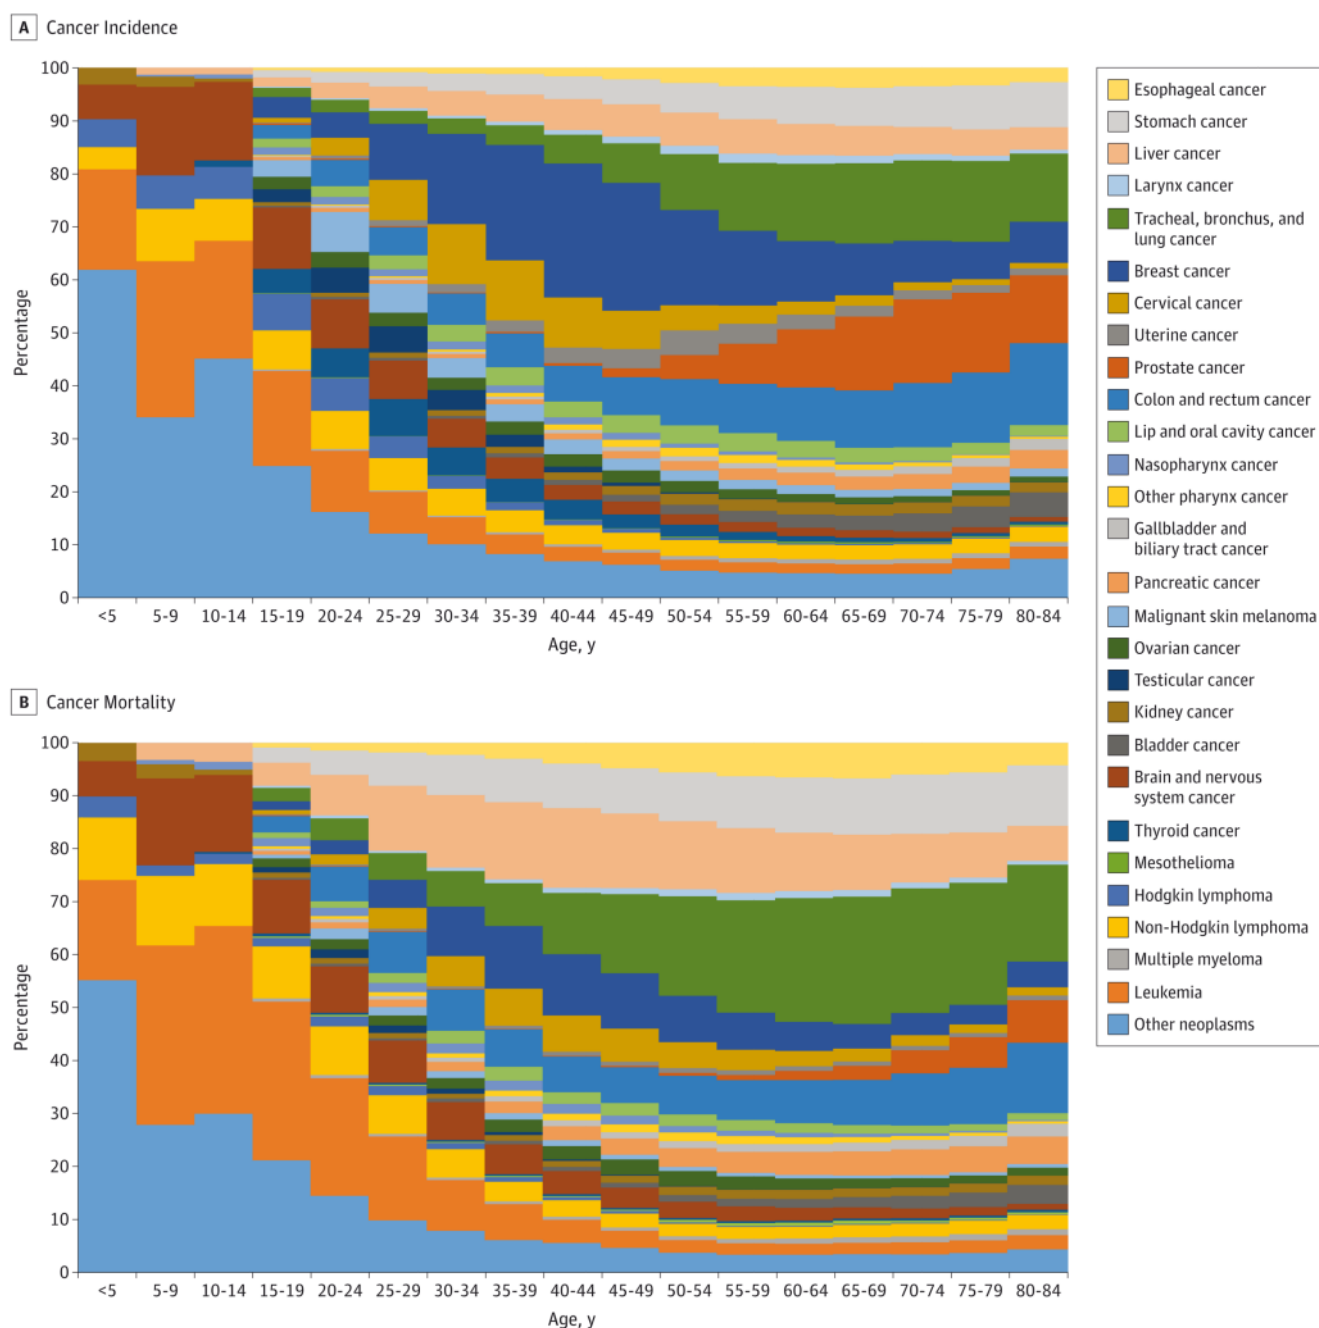 A Cancer Incidence
100
90
80
70
60
50
40
30
20
10
0
Percentage
<5 5-9 10-14 15-19 20-24 25-29 30-34 35-39 40-44 45-49 50-54 55-59 60-64 65-69 70-74 75-79 80-84
Age, y
B Cancer Mortality
100
90
80
70
60
50
40
30
20
10
0
Percentage
<5 5-9 10-14 15-19 20-24 25-29 30-34 35-39 40-44 45-49 50-54 55-59 60-64 65-69 70-74 75-79 80-84
Age, y
Esophageal cancer
Stomach cancer
Liver cancer
Larynx cancer
Tracheal, bronchus, and
lung cancer
Breast cancer
Cervical cancer
Uterine cancer
Prostate cancer
Colon and rectum cancer
Lip and oral cavity cancer
Nasopharynx cancer
Other pharynx cancer
Gallbladder and
biliary tract cancer
Pancreatic cancer
Malignant skin melanoma
Ovarian cancer
Testicular cancer
Kidney cancer
Bladder cancer
Brain and nervous
system cancer
Thyroid cancer
Mesothelioma
Hodgkin lymphoma
Non-Hodgkin lymphoma
Multiple myeloma
Leukemia
Other neoplasms